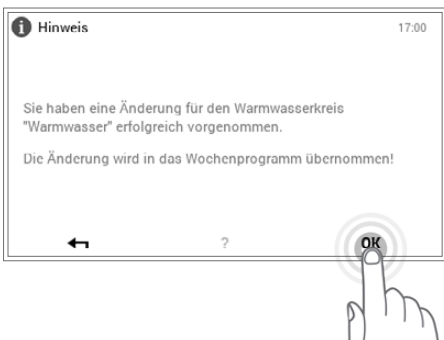 i Hinweis 17:00
Sie haben eine Änderung für den Warmwasserkreis
"Warmwasser" erfolgreich vorgenommen.
Die Änderung wird in das Wochenprogramm übernommen!
? OK